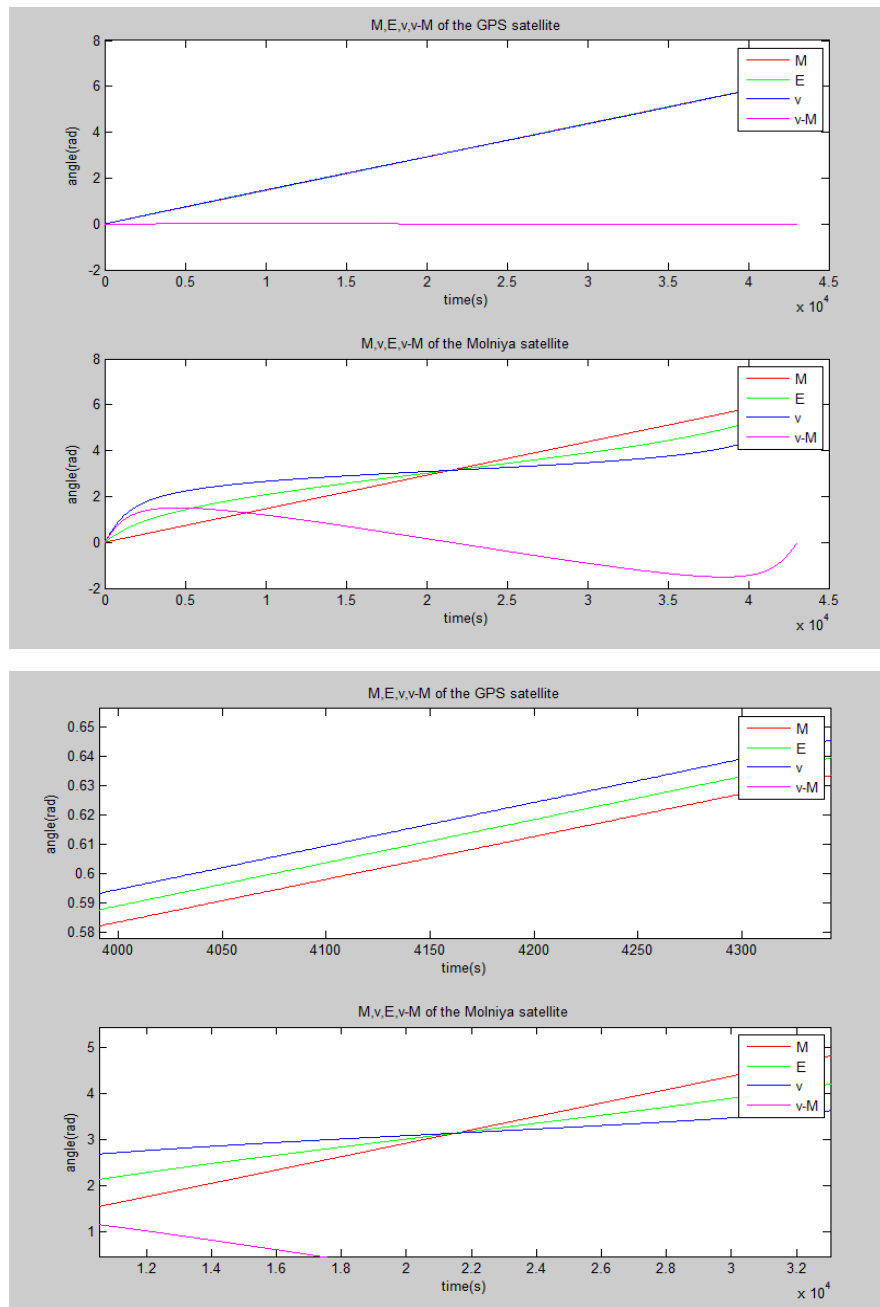 M,E,v,v-M of the GPS satellite
8
6
4
2
0
-2
angle(rad)
M
E
v
v-M
0 0.5 1 1.5 2 2.5 3 3.5 4 4.5
time(s)
x 10^4
M,v,E,v-M of the Molniya satellite
8
6
4
2
0
-2
angle(rad)
M
E
v
v-M
0 0.5 1 1.5 2 2.5 3 3.5 4 4.5
time(s)
x 10^4
M,E,v,v-M of the GPS satellite
0.65
0.64
0.63
0.62
0.61
0.6
0.59
0.58
angle(rad)
M
E
v
v-M
4000 4050 4100 4150 4200 4250 4300
time(s)
M,v,E,v-M of the Molniya satellite
5
4
3
2
1
angle(rad)
M
E
v
v-M
1.2 1.4 1.6 1.8 2 2.2 2.4 2.6 2.8 3 3.2
time(s)
x 10^4